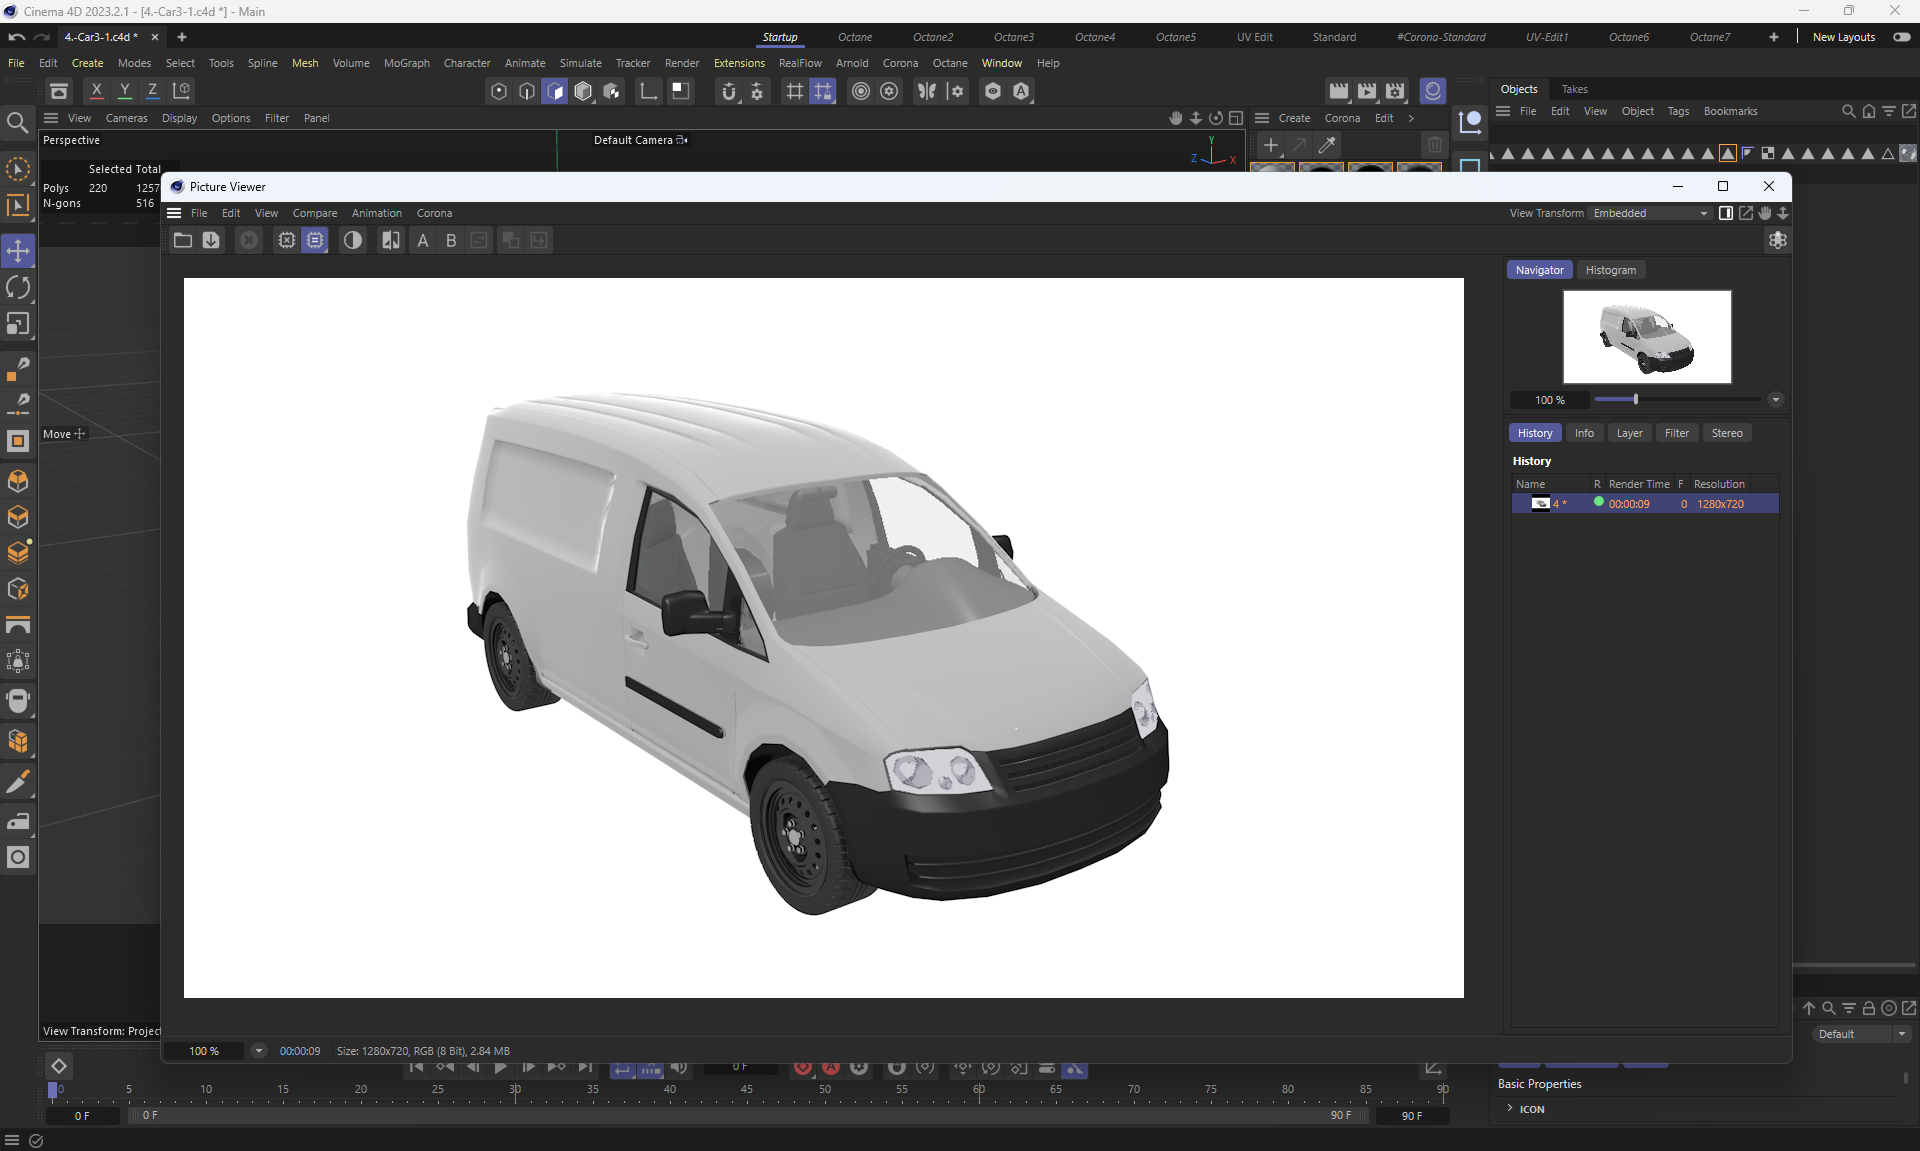 Cinema 4D 2023.2.1 - [4.-Car3-1.c4d *] - Main
4.-Car3-1.c4d *
Startup Octane Octane2 Octane3 Octane4 Octane5 UV Edit Standard #Corona-Standard UV-Edit1 Octane6 Octane7 New Layouts
File Edit Create Modes Select Tools Spline Mesh Volume MoGraph Character Animate Simulate Tracker Render Extensions RealFlow Arnold Corona Octane Window Help
X Y Z
Objects Takes
File Edit View Object Tags Bookmarks
View Cameras Display Options Filter Panel
Create Corona Edit
Perspective
Default Camera
Y
Z X
Selected Total
Polys 220 1257
N-gons 516
Picture Viewer
File Edit View Compare Animation Corona
View Transform Embedded
A B
Navigator Histogram
100 %
Move
History Info Layer Filter Stereo
History
Name R Render Time F Resolution
4 * 00:00:09 0 1280x720
View Transform: Project
Default
100 % 00:00:09 Size: 1280x720, RGB (8 Bit), 2.84 MB
0 F
0 5 10 15 20 25 30 35 40 45 50 55 60 65 70 75 80 85 90
Basic Properties
0 F 0 F 90 F 90 F
ICON